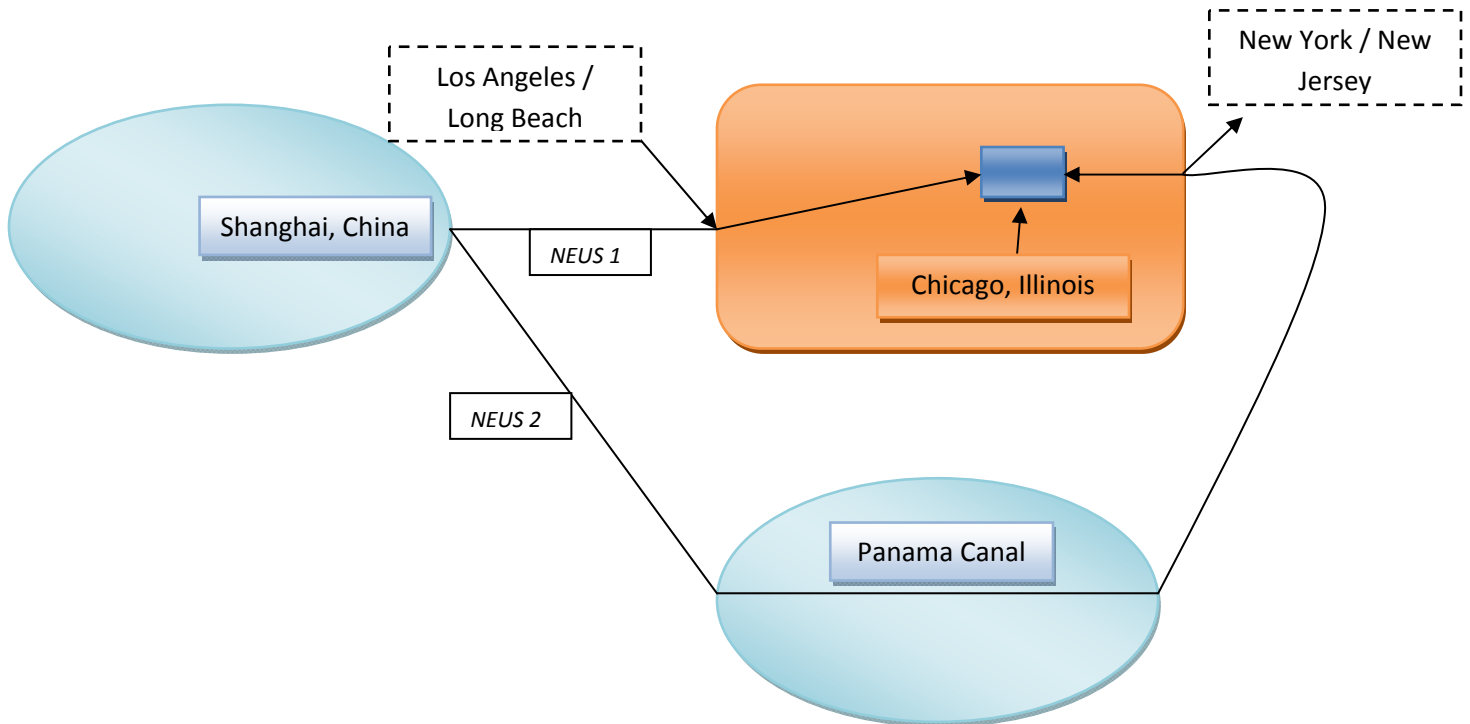 New York / New
Jersey
Los Angeles /
Long Beach
Shanghai, China
NEUS 1
Chicago, Illinois
NEUS 2
Panama Canal